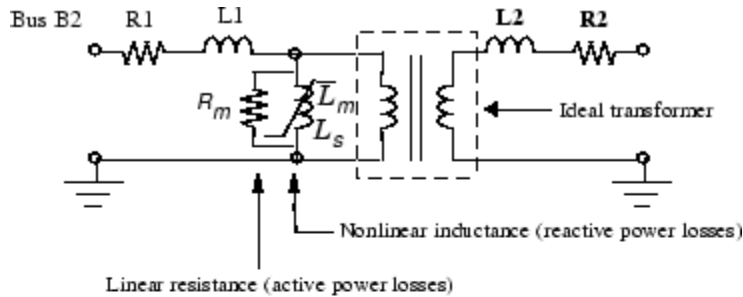 Bus B2
R1
L1
L2
R2
Rm
Lm
Ls
Ideal transformer
Nonlinear inductance (reactive power losses)
Linear resistance (active power losses)